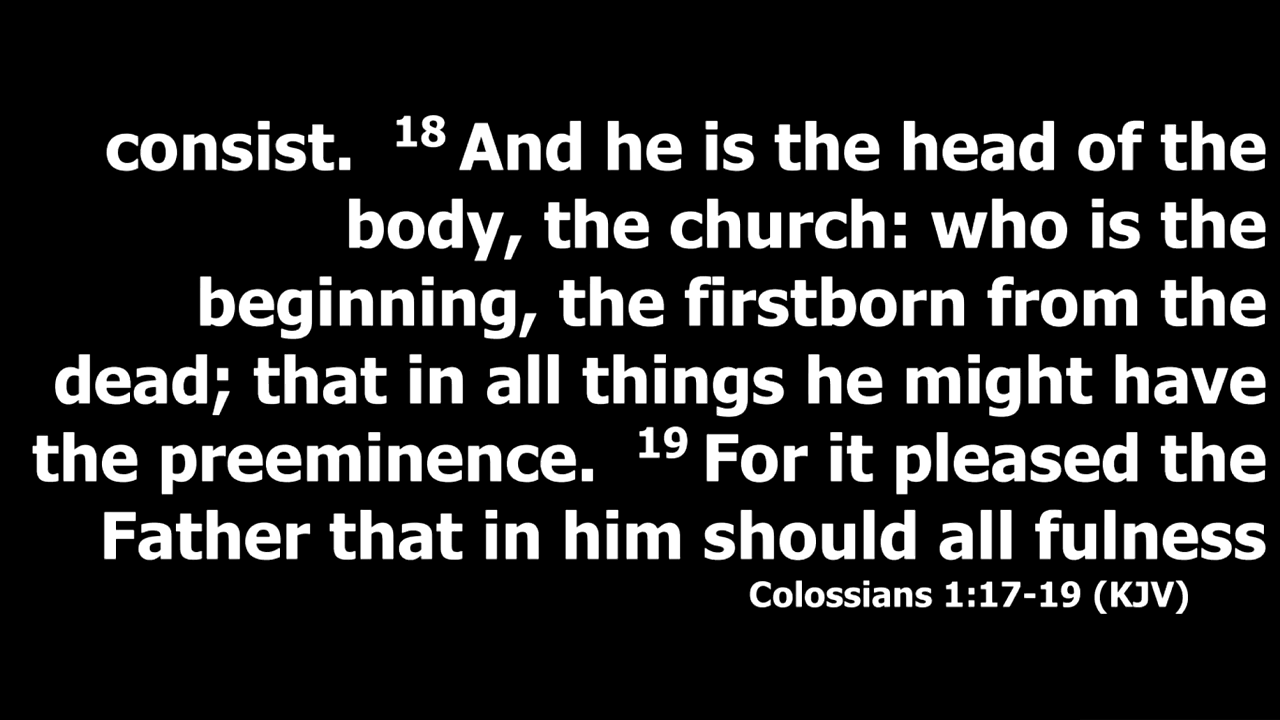 consist. 18 And he is the head of the
body, the church: who is the
beginning, the firstborn from the
dead; that in all things he might have
the preeminence. 19 For it pleased the
Father that in him should all fulness
Colossians 1:17-19 (KJV)